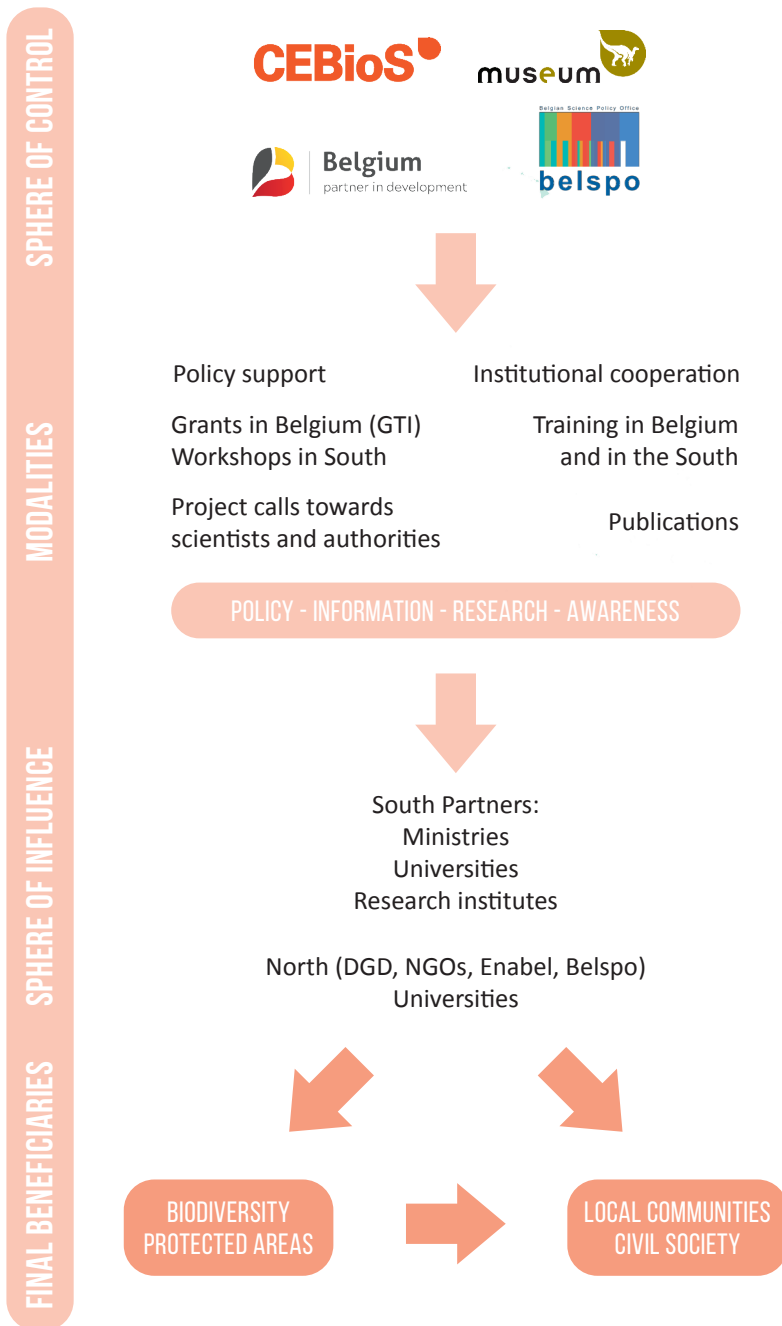 SPHERE OF CONTROL
CEBioS
museum
Belgium
partner in development
Belgian Science Policy Office
belspo
MODALITIES
Policy support
Institutional cooperation
Grants in Belgium (GTI)
Workshops in South
Training in Belgium
and in the South
Project calls towards
scientists and authorities
Publications
POLICY - INFORMATION - RESEARCH - AWARENESS
SPHERE OF INFLUENCE
South Partners:
Ministries
Universities
Research institutes
North (DGD, NGOs, Enabel, Belspo)
Universities
FINAL BENEFICIARIES
BIODIVERSITY
PROTECTED AREAS
LOCAL COMMUNITIES
CIVIL SOCIETY